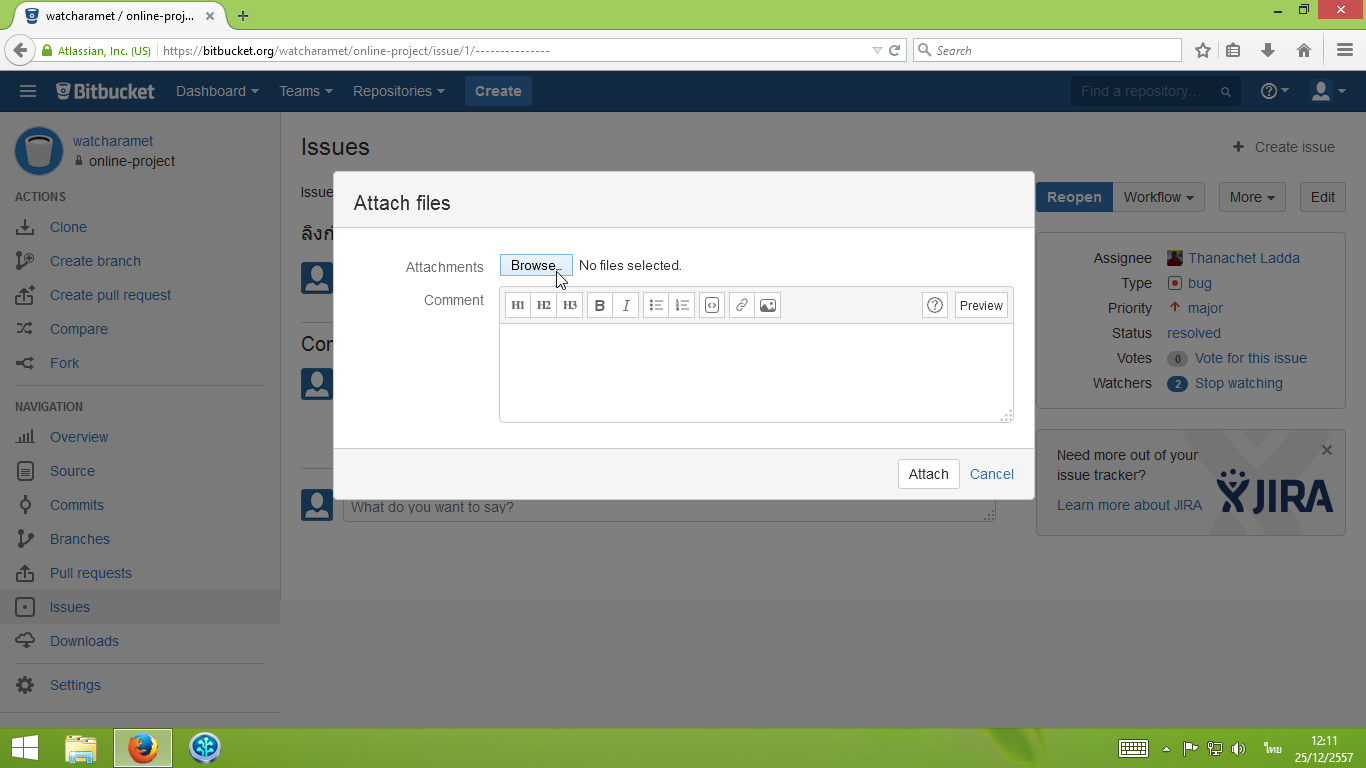 watcharamet / online-proj...
Atlassian, Inc. (US)
https://bitbucket.org/watcharamet/online-project/issue/1/---------------
Search
Bitbucket
Dashboard
Teams
Repositories
Create
Find a repository...
watcharamet
online-project
ACTIONS
Clone
Create branch
Create pull request
Compare
Fork
NAVIGATION
Overview
Source
Commits
Branches
Pull requests
Issues
Downloads
Settings
Issues
Create issue
Reopen
Workflow
More
Edit
Attach files
Attachments
Browse...
No files selected.
Comment
H1
H2
H3
B
I
Preview
Attach
Cancel
What do you want to say?
Assignee Thanachet Ladda
Type bug
Priority major
Status resolved
Votes 0 Vote for this issue
Watchers 2 Stop watching
Need more out of your
issue tracker?
Learn more about JIRA
JIRA
ไทย
12:11
25/12/2557